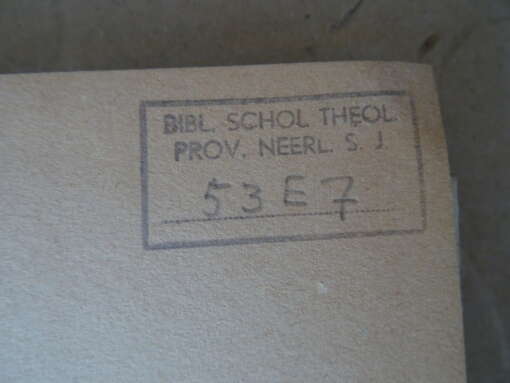 BIBL. SCHOL. THEOL.
PROV. NEERL. S. J.
53 E 7